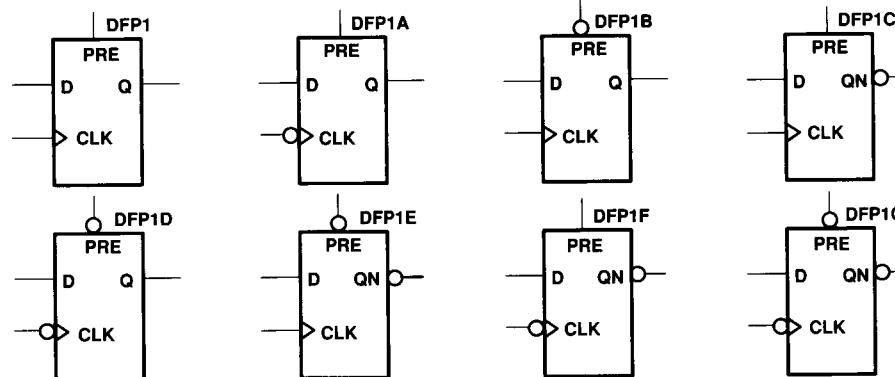 DFP1 DFP1A DFP1B DFP1C
PRE PRE PRE PRE
D Q D Q D Q D QN
CLK CLK CLK CLK
DFP1D DFP1E DFP1F
PRE PRE PRE PRE
D Q D QN D QN D QN
CLK CLK CLK CLK